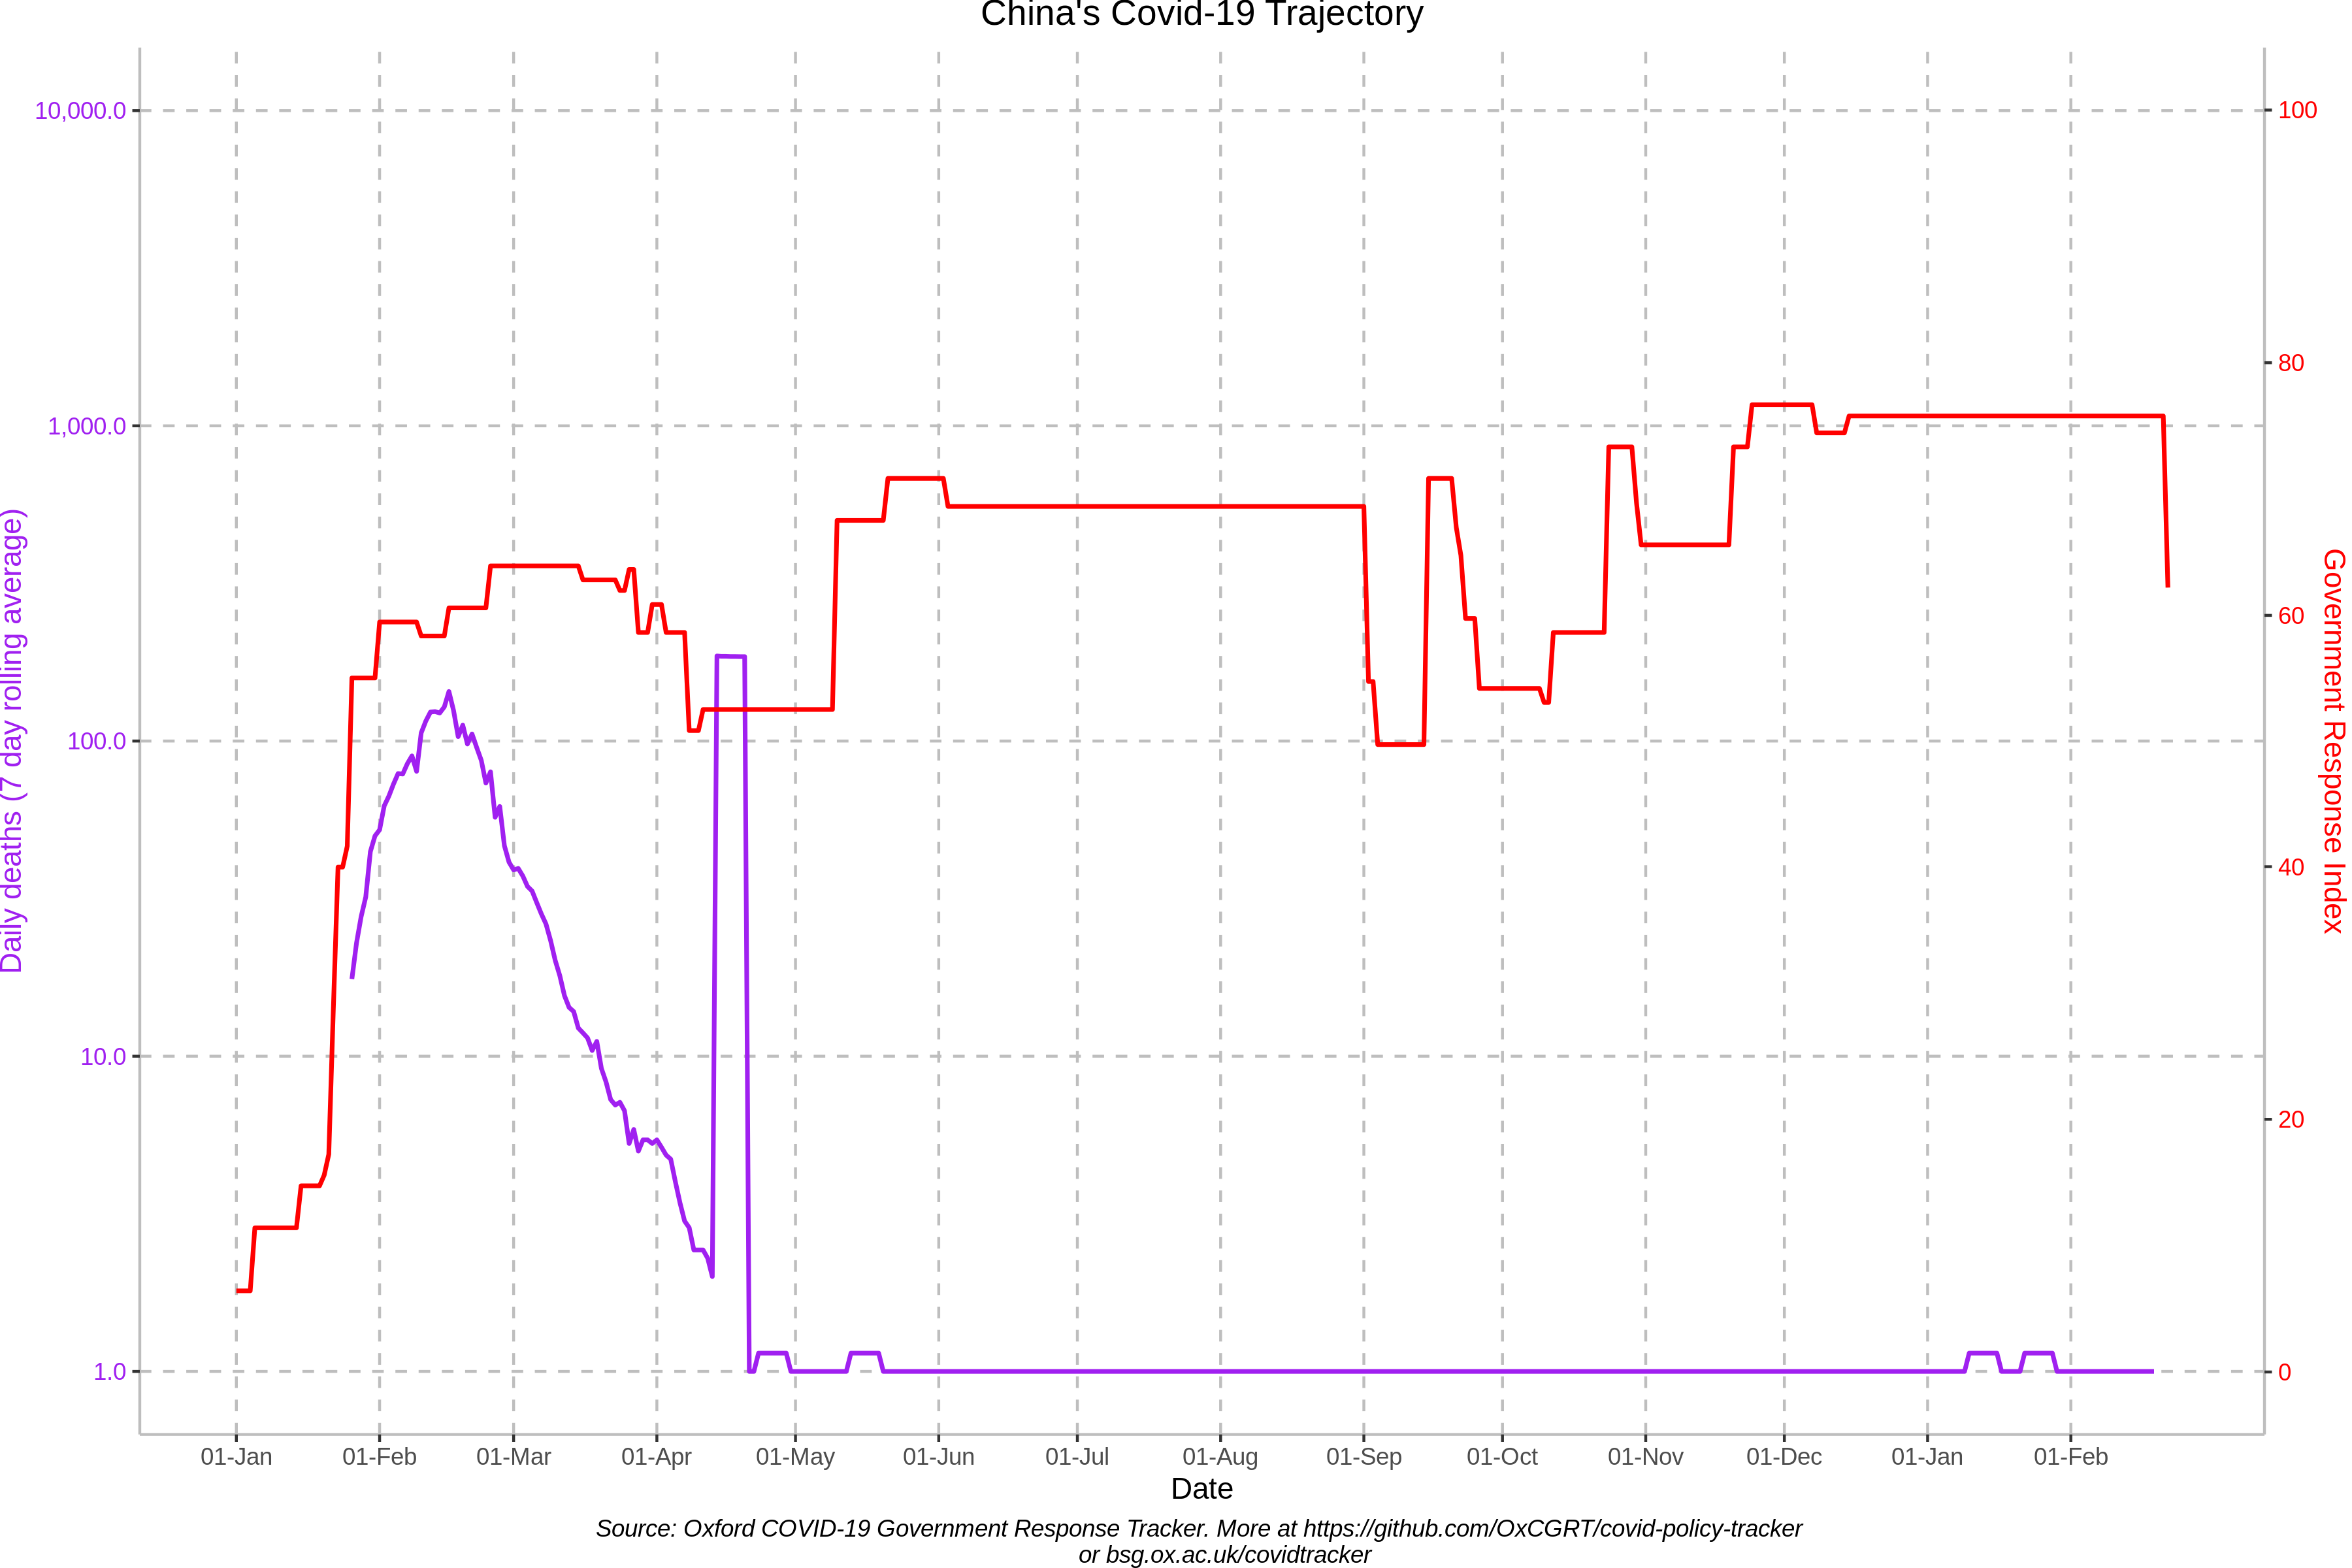 China's Covid-19 Trajectory
10,000.0
1,000.0
100.0
10.0
1.0
Daily deaths (7 day rolling average)
100
80
60
40
20
0
Government Response Index
01-Jan 01-Feb 01-Mar 01-Apr 01-May 01-Jun 01-Jul 01-Aug 01-Sep 01-Oct 01-Nov 01-Dec 01-Jan 01-Feb
Date
Source: Oxford COVID-19 Government Response Tracker. More at https://github.com/OxCGRT/covid-policy-tracker
or bsg.ox.ac.uk/covidtracker